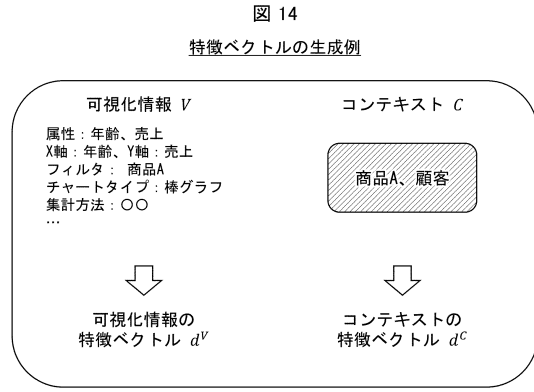 図 14
特徴ベクトルの生成例
可視化情報 V
属性：年齢、売上
X軸：年齢、Y軸：売上
フィルタ： 商品A
チャートタイプ：棒グラフ
集計方法：〇〇
…
コンテキスト C
商品A、顧客
可視化情報の
特徴ベクトル d^V
コンテキストの
特徴ベクトル d^C